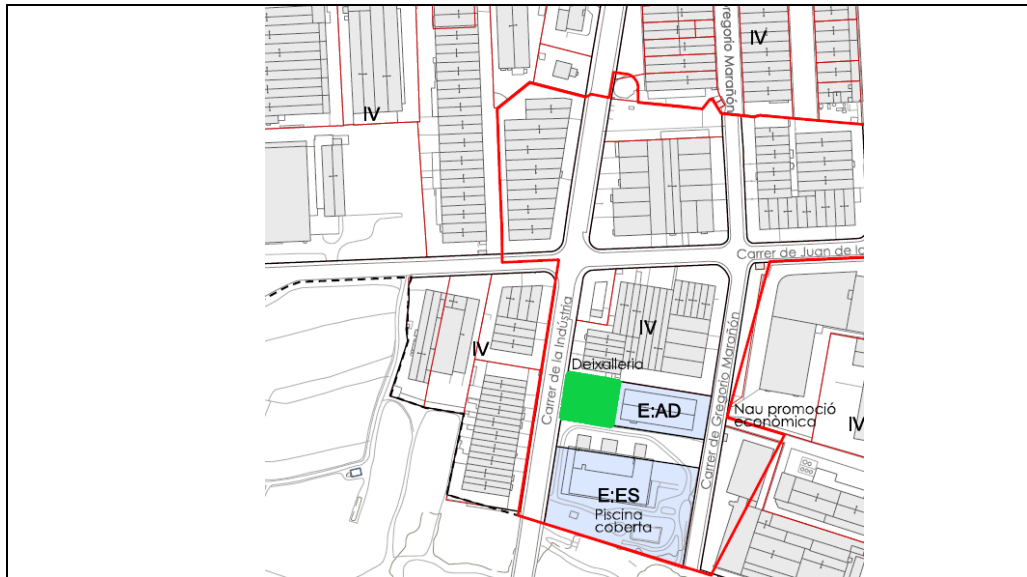 Gregorio Marañón
IV
IV
Carrer de Juan de la
Carrer de la Indústria
Carrer de Gregorio Marañón
IV
IV
Deixalleria
E:AD
Nau promoció
econòmica
IV
E:ES
Piscina
coberta